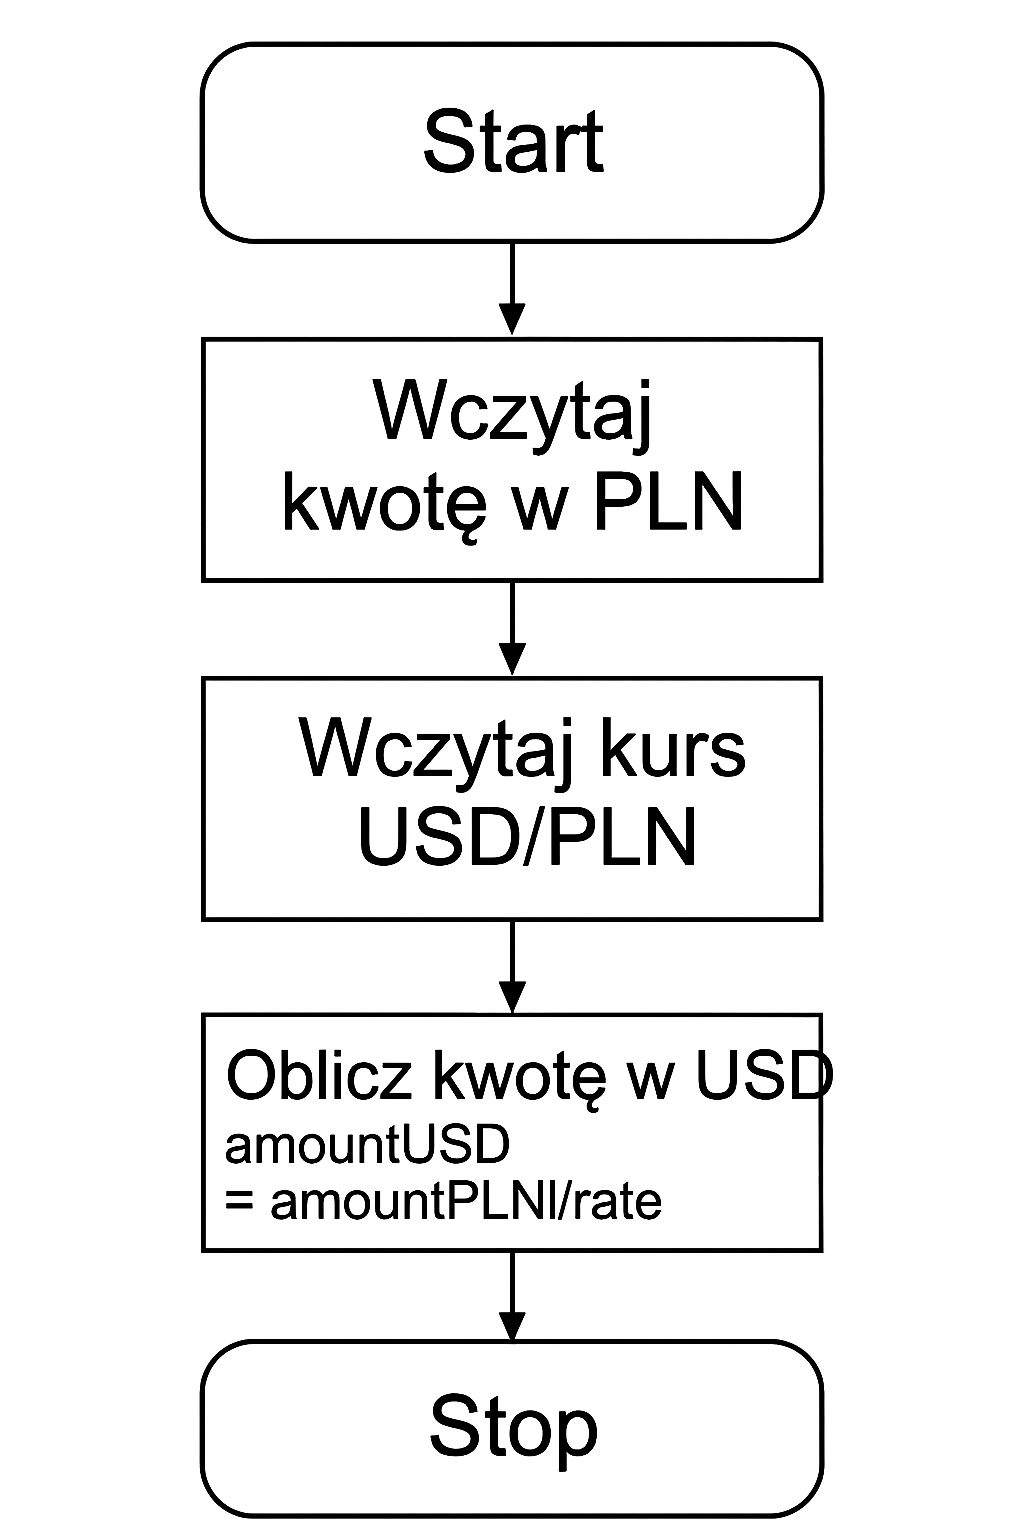 Start
Wczytaj
kwotę w PLN
Wczytaj kurs
USD/PLN
Oblicz kwotę w USD
amountUSD
= amountPLNl/rate
Stop